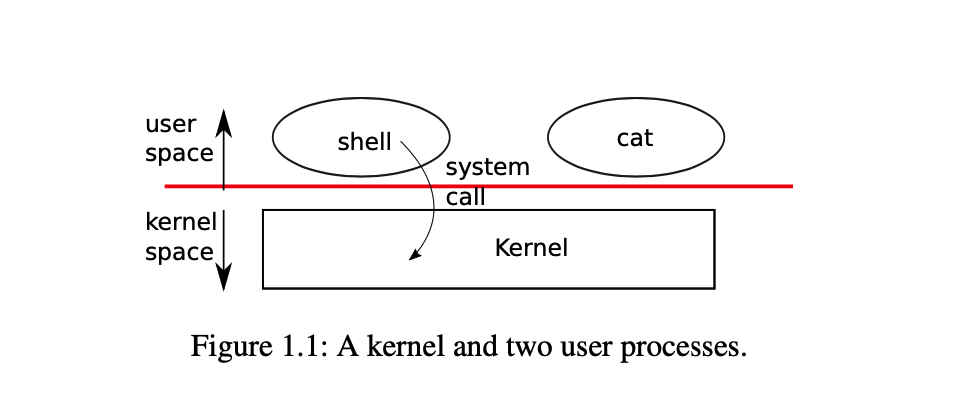 user
space
shell
cat
system
call
kernel
space
Kernel
Figure 1.1: A kernel and two user processes.